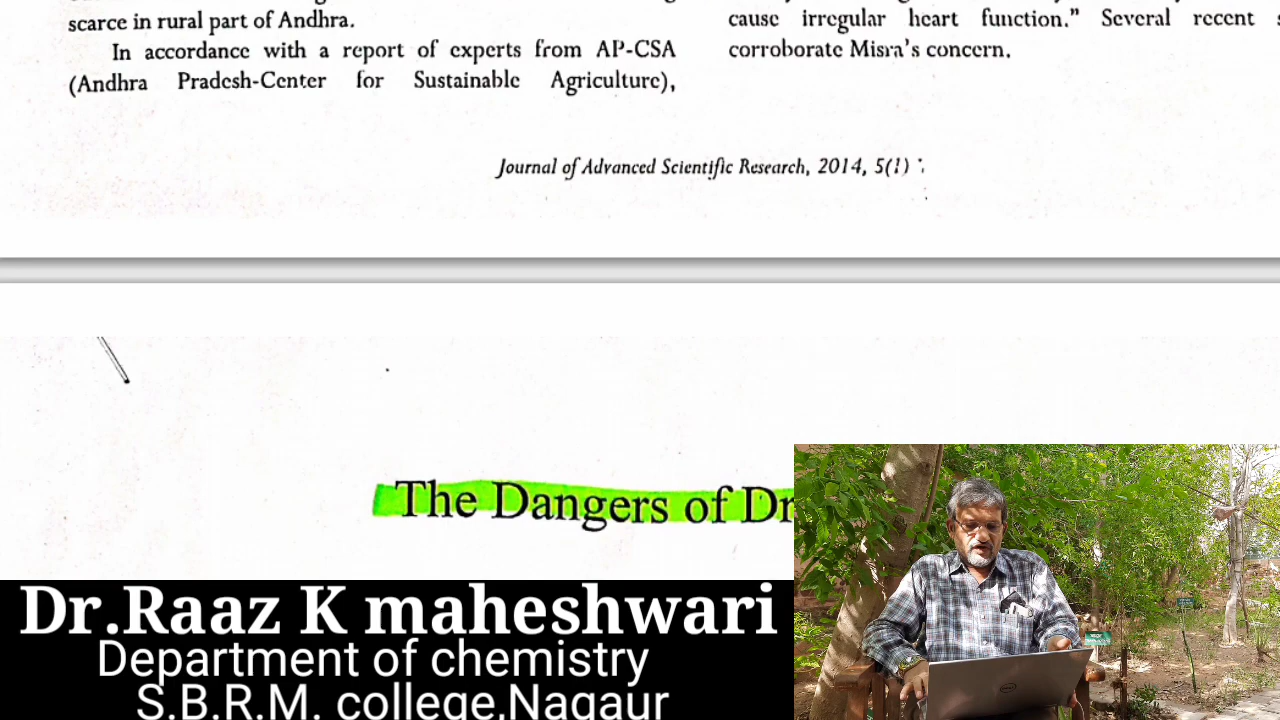 scarce in rural part of Andhra.
In accordance with a report of experts from AP-CSA
(Andhra Pradesh-Center for Sustainable Agriculture),
cause irregular heart function.” Several recent
corroborate Misra’s concern.
Journal of Advanced Scientific Research, 2014, 5(1)
The Dangers of Dr
Dr.Raaz K maheshwari
Department of chemistry
S.B.R.M. college,Nagaur